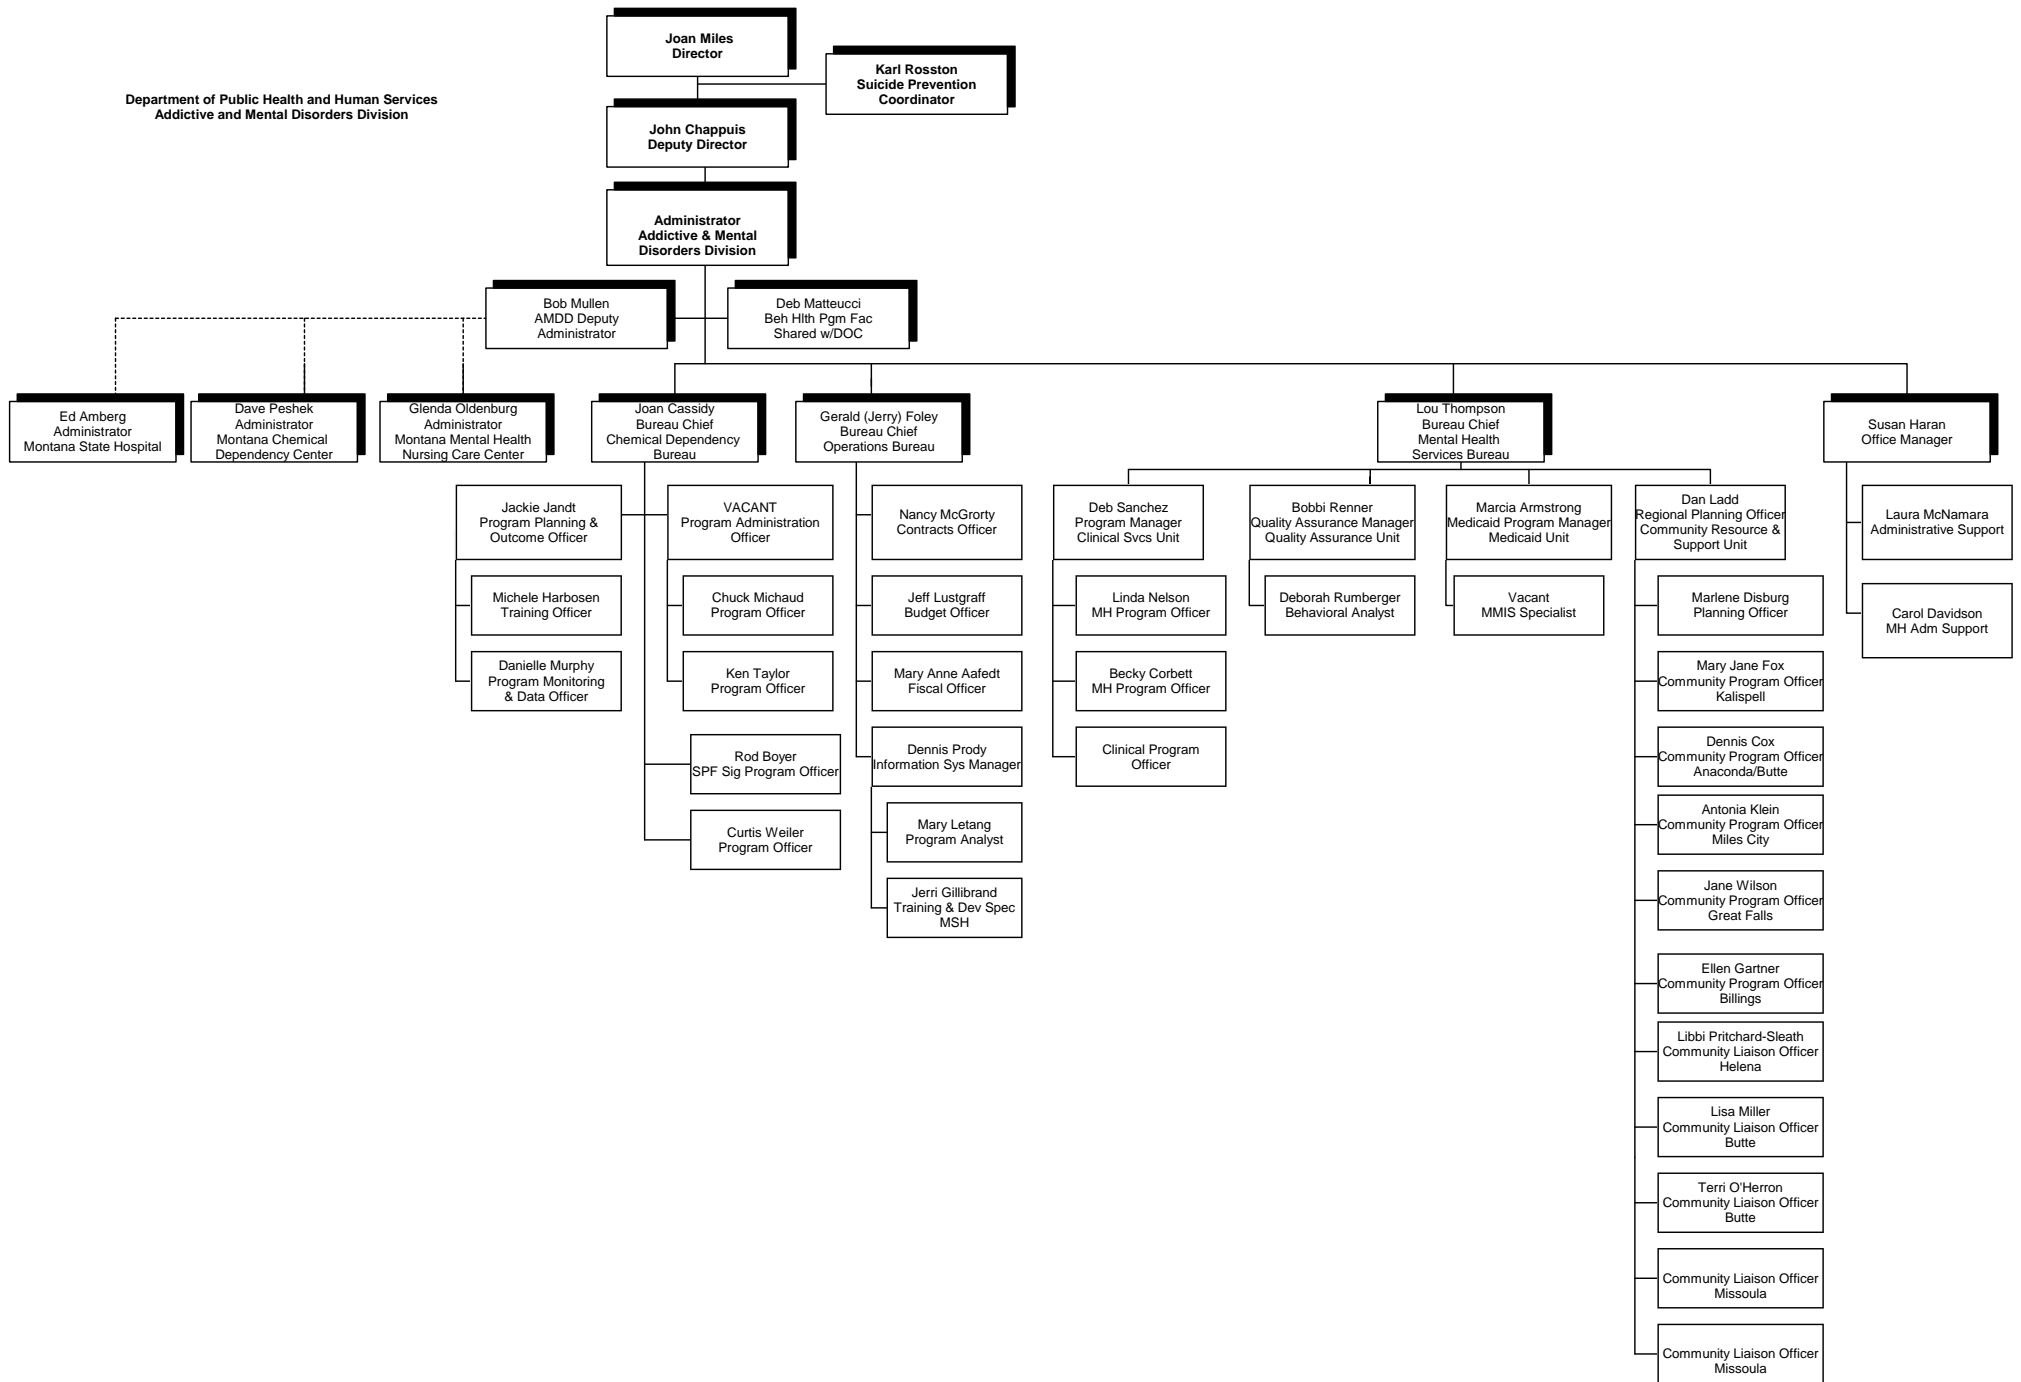 Joan Miles
Director
Karl Rosston
Suicide Prevention
Coordinator
Department of Public Health and Human Services
Addictive and Mental Disorders Division
John Chappuis
Deputy Director
Administrator
Addictive & Mental
Disorders Division
Bob Mullen
AMDD Deputy
Administrator
Deb Matteucci
Beh Hlth Pgm Fac
Shared w/DOC
Ed Amberg
Administrator
Montana State Hospital
Dave Peshek
Administrator
Montana Chemical
Dependency Center
Glenda Oldenburg
Administrator
Montana Mental Health
Nursing Care Center
Joan Cassidy
Bureau Chief
Chemical Dependency
Bureau
Gerald (Jerry) Foley
Bureau Chief
Operations Bureau
Lou Thompson
Bureau Chief
Mental Health
Services Bureau
Susan Haran
Office Manager
Jackie Jandt
Program Planning &
Outcome Officer
Michele Harbosen
Training Officer
Danielle Murphy
Program Monitoring
& Data Officer
VACANT
Program Administration
Officer
Chuck Michaud
Program Officer
Ken Taylor
Program Officer
Rod Boyer
SPF Sig Program Officer
Curtis Weiler
Program Officer
Nancy McGrorty
Contracts Officer
Jeff Lustgraff
Budget Officer
Mary Anne Aafedt
Fiscal Officer
Dennis Prody
Information Sys Manager
Mary Letang
Program Analyst
Jerri Gillibrand
Training & Dev Spec
MSH
Deb Sanchez
Program Manager
Clinical Svcs Unit
Linda Nelson
MH Program Officer
Becky Corbett
MH Program Officer
Clinical Program
Officer
Bobbi Renner
Quality Assurance Manager
Quality Assurance Unit
Deborah Rumberger
Behavioral Analyst
Marcia Armstrong
Medicaid Program Manager
Medicaid Unit
Vacant
MMIS Specialist
Dan Ladd
Regional Planning Officer
Community Resource &
Support Unit
Marlene Disburg
Planning Officer
Mary Jane Fox
Community Program Officer
Kalispell
Dennis Cox
Community Program Officer
Anaconda/Butte
Antonia Klein
Community Program Officer
Miles City
Jane Wilson
Community Program Officer
Great Falls
Ellen Gartner
Community Program Officer
Billings
Libbi Pritchard-Sleath
Community Liaison Officer
Helena
Lisa Miller
Community Liaison Officer
Butte
Terri O'Herron
Community Liaison Officer
Butte
Community Liaison Officer
Missoula
Community Liaison Officer
Missoula
Laura McNamara
Administrative Support
Carol Davidson
MH Adm Support